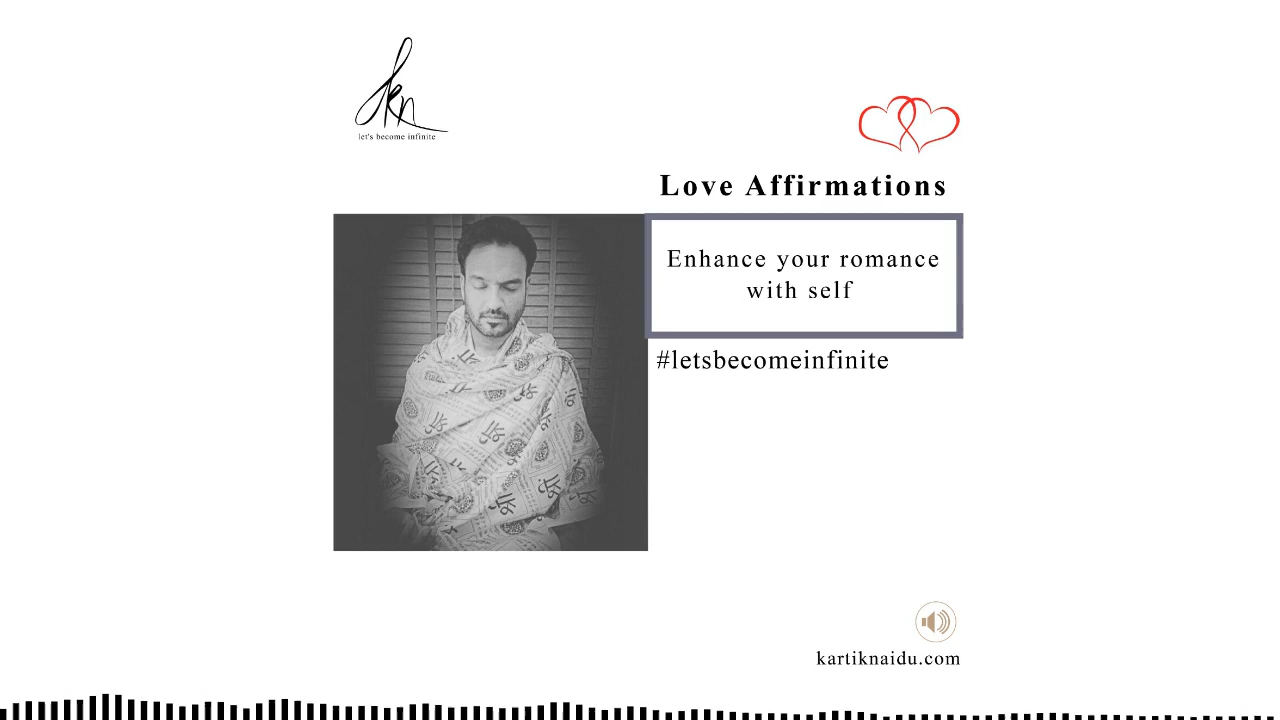 kn
let's become infinite
Love Affirmations
Enhance your romance
with self
#letsbecomeinfinite
श्री श्री
श्री
श्री
श्री
kartiknaidu.com